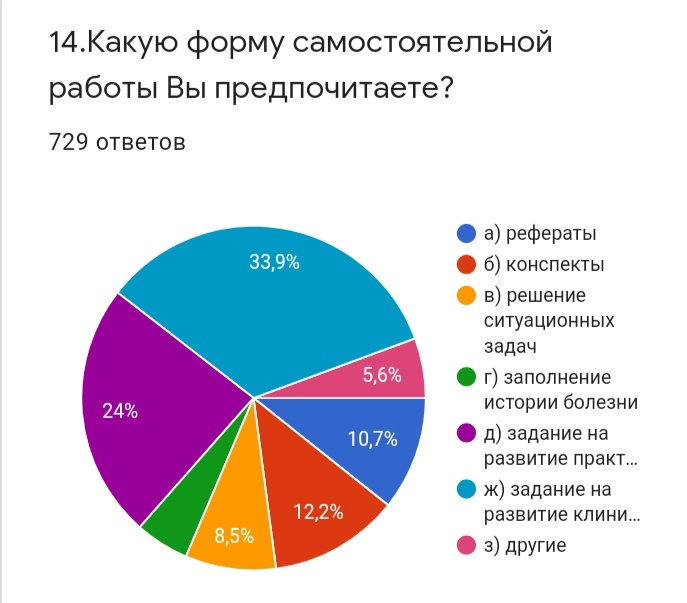 14.Какую форму самостоятельной
работы Вы предпочитаете?
729 ответов
33,9%
5,6%
24%
10,7%
12,2%
8,5%
а) рефераты
б) конспекты
в) решение
ситуационных
задач
г) заполнение
истории болезни
д) задание на
развитие практ...
ж) задание на
развитие клини...
з) другие